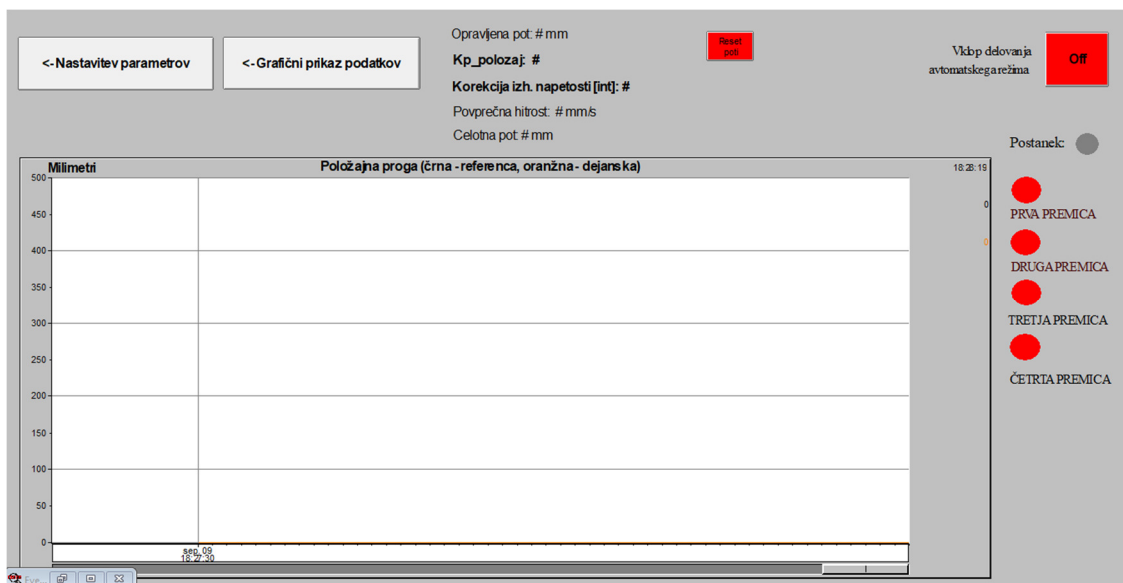 <-Nastavitev parametrov
<-Grafični prikaz podatkov
Opravljena pot: # mm
Kp_polozaj: #
Korekcija izh. napetosti [int]: #
Povprečna hitrost: # mm/s
Celotna pot: # mm
Reset
poti
Vklop delovanja
avtomatskega režima
Off
Postanek:
PRVA PREMICA
DRUGA PREMICA
TRETJA PREMICA
ČETRTA PREMICA
Milimetri
Položajna proga (črna - referenca, oranžna - dejanska)
18:28:19
0
0
500
450
400
350
300
250
200
150
100
50
0
sep. 09
18:27:30
Eve...